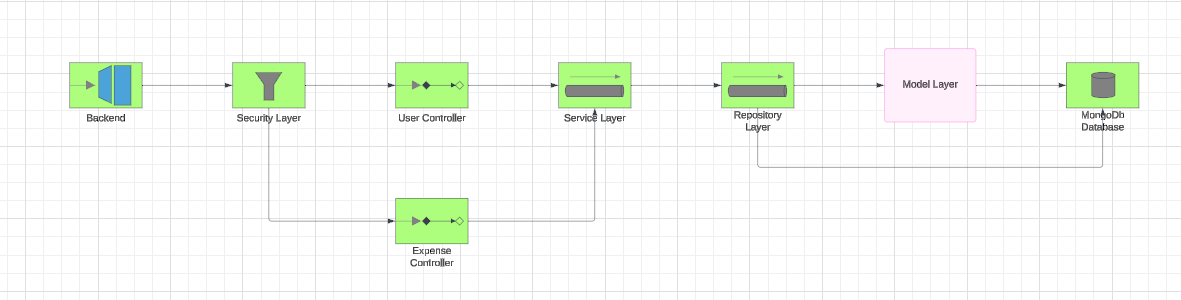 Backend
Security Layer
User Controller
Service Layer
Repository
Layer
Model Layer
MongoDb
Database
Expense
Controller